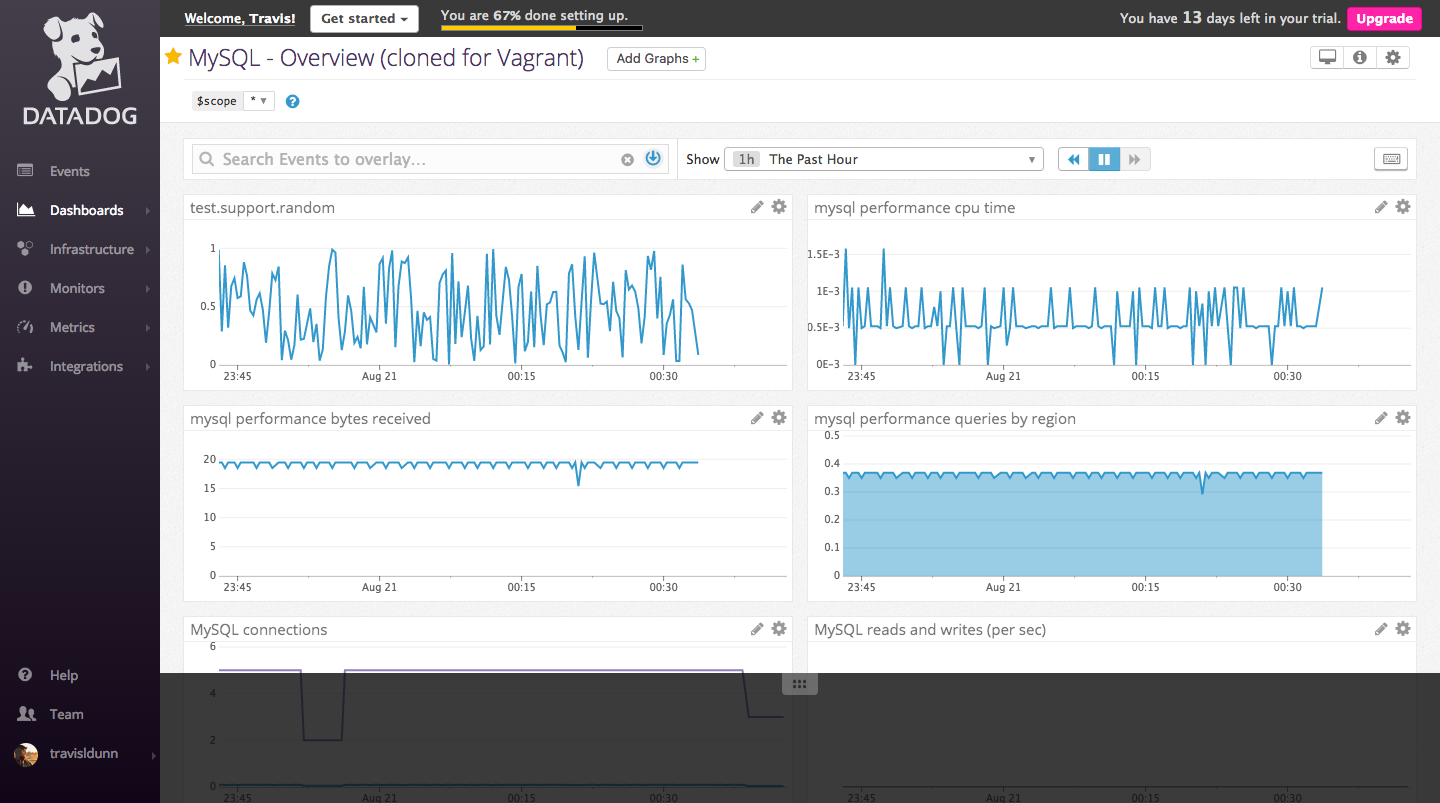 Welcome, Travis! Get started You are 67% done setting up. You have 13 days left in your trial. Upgrade
DATADOG
MySQL - Overview (cloned for Vagrant) Add Graphs +
$scope * ?
Events
Dashboards
Infrastructure
Monitors
Metrics
Integrations
Help
Team
travisldunn
Search Events to overlay... Show 1h The Past Hour
test.support.random
1
0.5
0
23:45 Aug 21 00:15 00:30
mysql performance cpu time
1.5E-3
1E-3
0.5E-3
0E-3
23:45 Aug 21 00:15 00:30
mysql performance bytes received
20
15
10
5
0
23:45 Aug 21 00:15 00:30
mysql performance queries by region
0.5
0.4
0.3
0.2
0.1
0
23:45 Aug 21 00:15 00:30
MySQL connections
6
4
2
0
23:45 Aug 21 00:15 00:30
MySQL reads and writes (per sec)
0
23:45 Aug 21 00:15 00:30